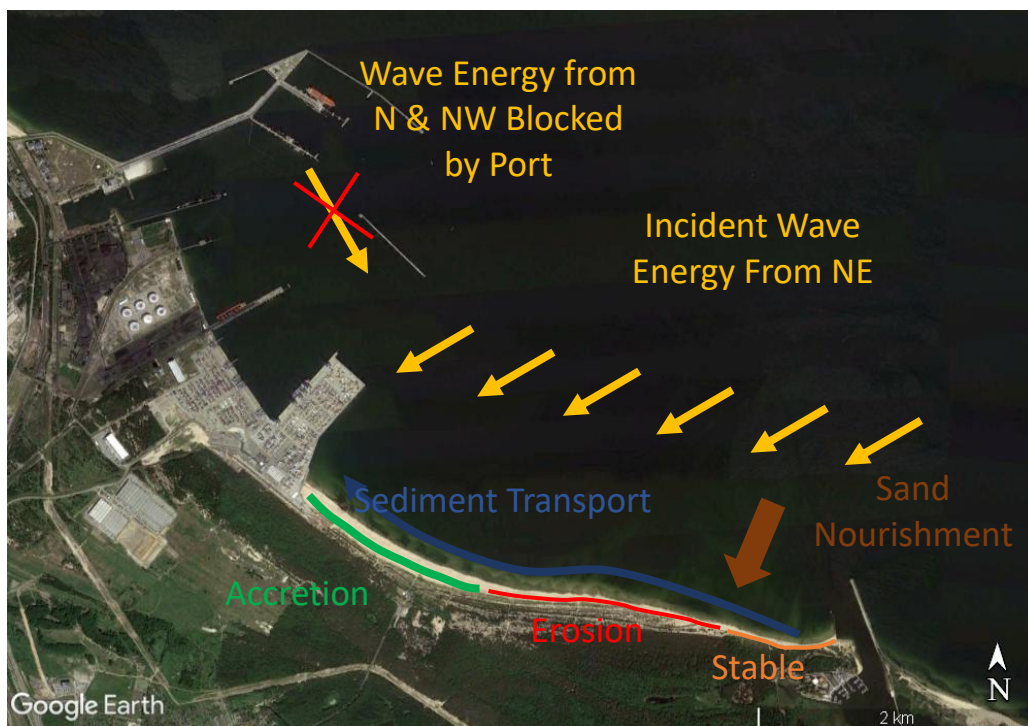 Wave Energy from
N & NW Blocked
by Port
Incident Wave
Energy From NE
Sediment Transport
Sand
Nourishment
Accretion
Erosion
Stable
N
Google Earth
2 km